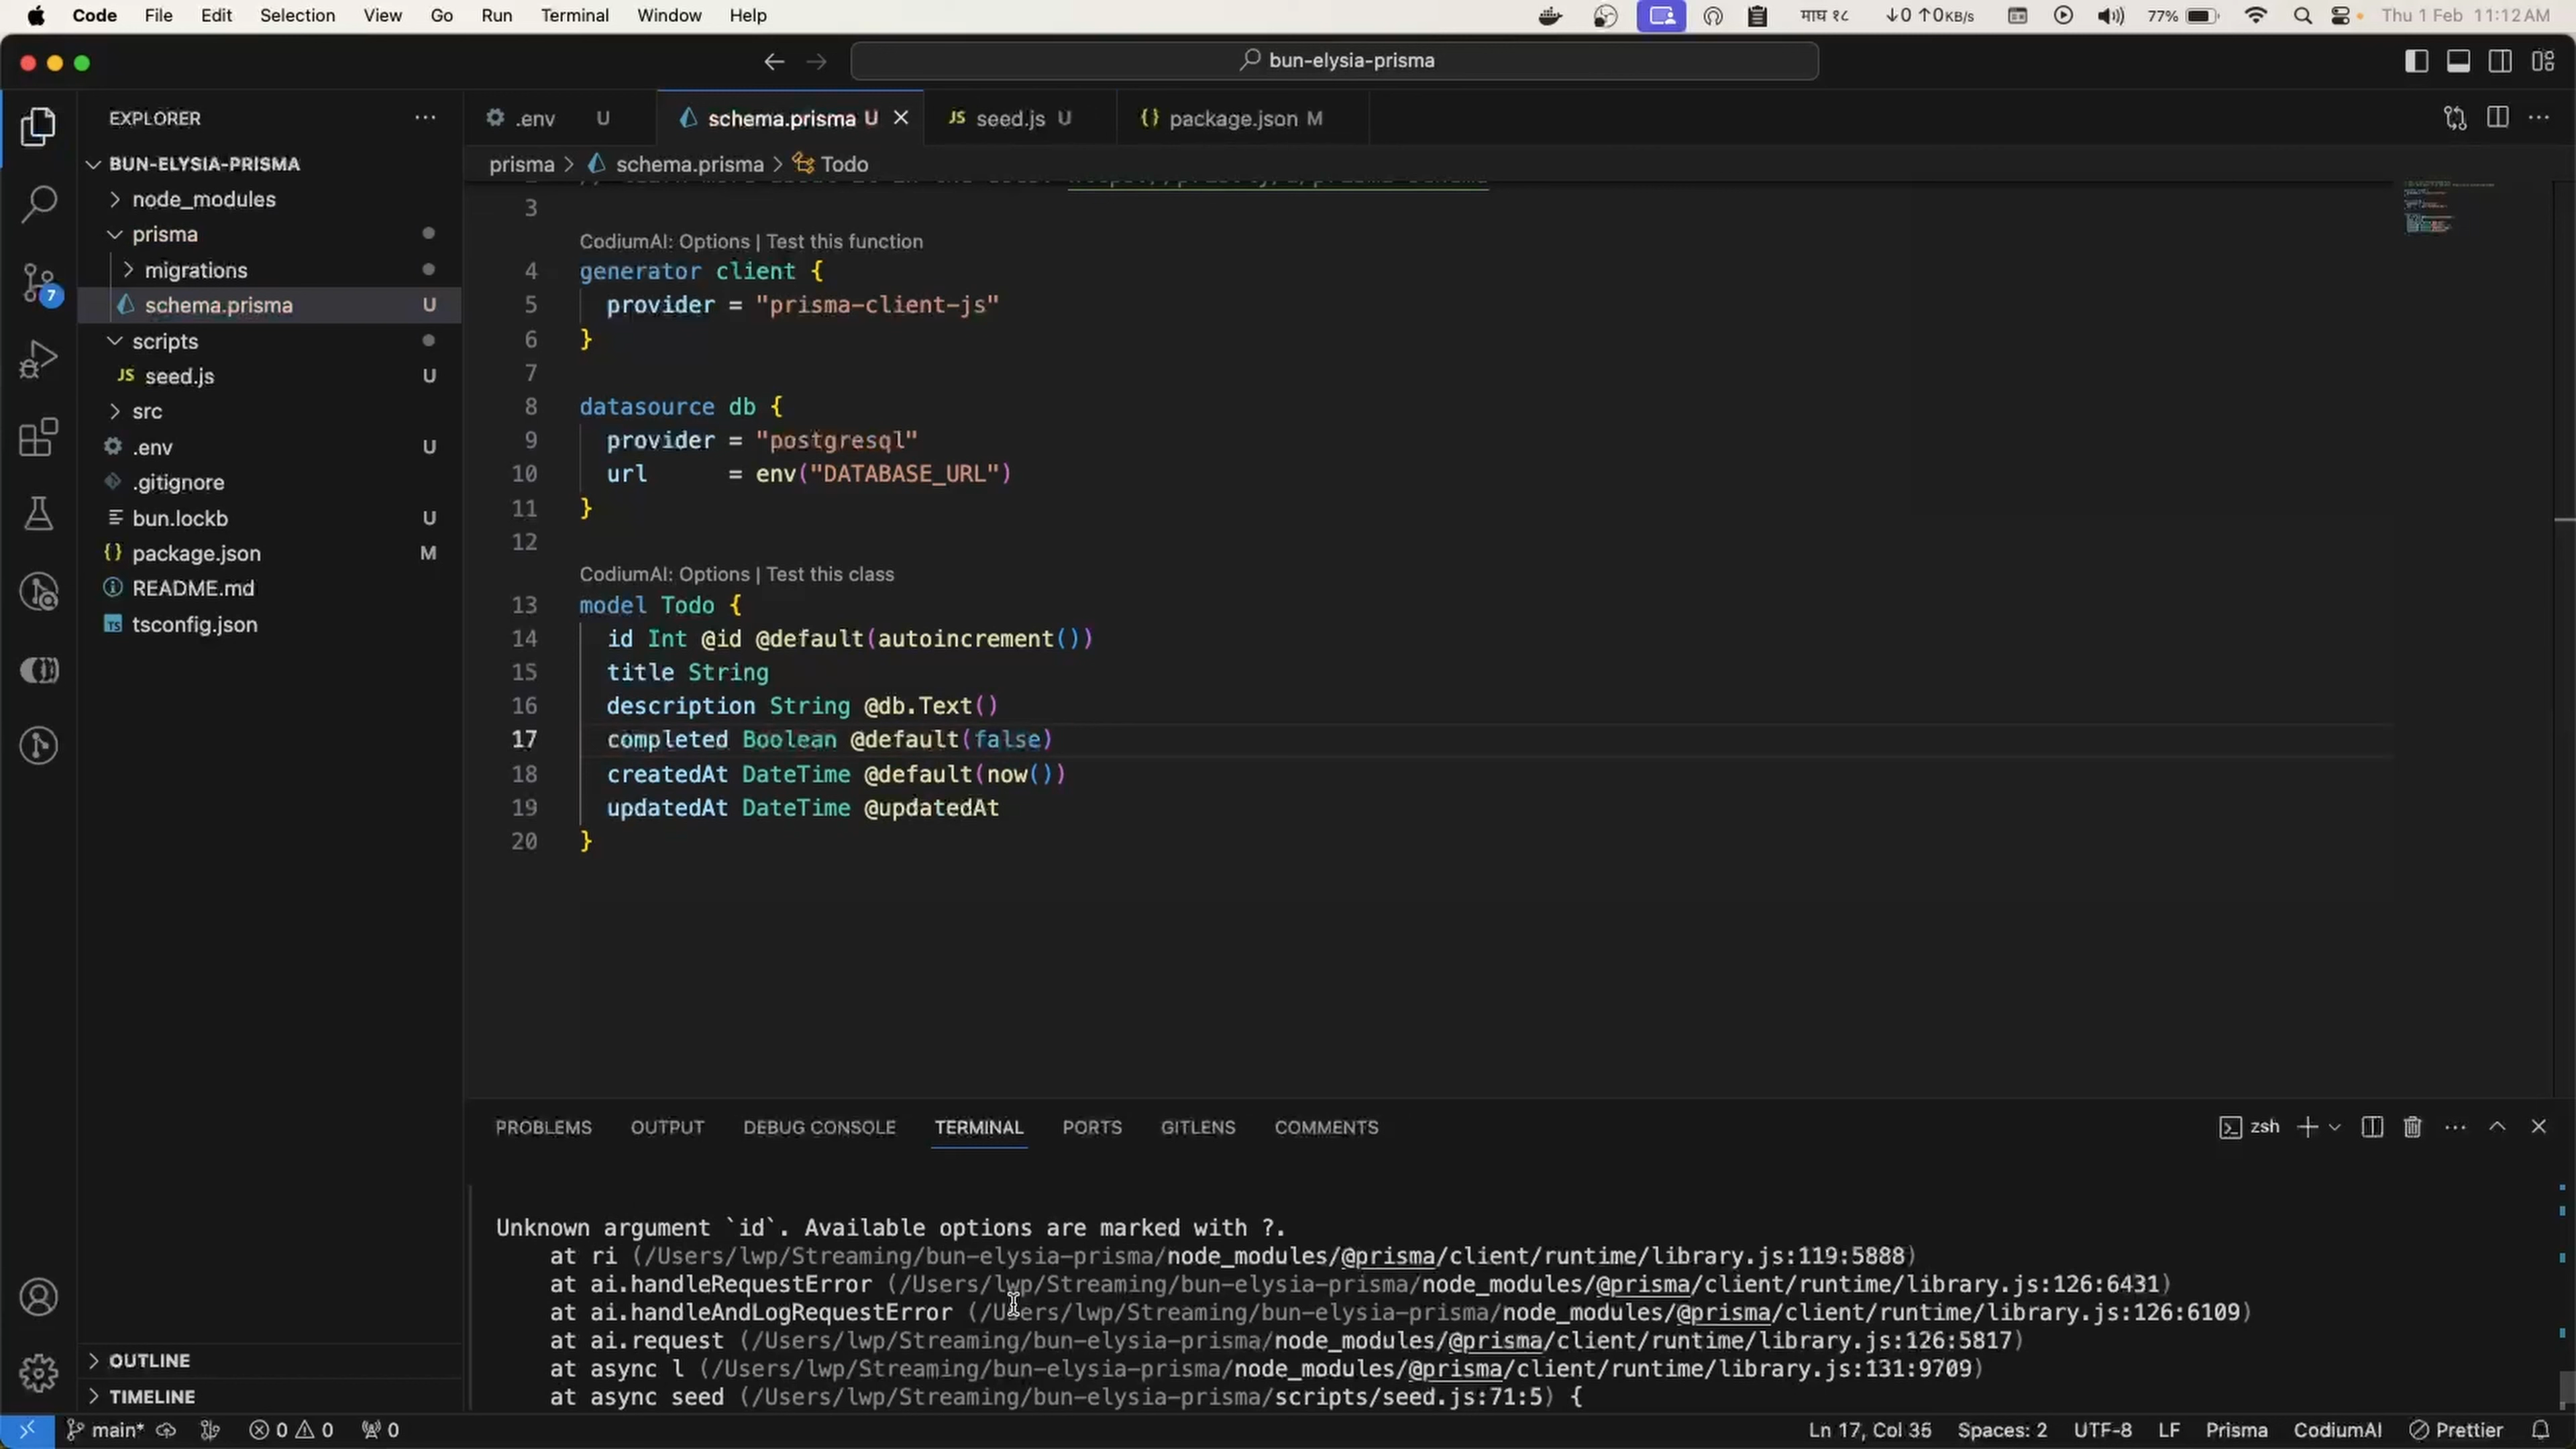 Code File Edit Selection View Go Run Terminal Window Help
माघ १८ ↓0 ↑0KB/s 77% Thu 1 Feb 11:12 AM
bun-elysia-prisma
EXPLORER
BUN-ELYSIA-PRISMA
node_modules
prisma
migrations
schema.prisma U
scripts
JS seed.js U
src
.env U
.gitignore
bun.lockb U
{} package.json M
README.md
TS tsconfig.json
OUTLINE
TIMELINE
7
.env U
schema.prisma U
JS seed.js U
{} package.json M
prisma > schema.prisma > Todo
3
CodiumAI: Options | Test this function
4 generator client {
5 provider = "prisma-client-js"
6 }
7
8 datasource db {
9 provider = "postgresql"
10 url = env("DATABASE_URL")
11 }
12
CodiumAI: Options | Test this class
13 model Todo {
14 id Int @id @default(autoincrement())
15 title String
16 description String @db.Text()
17 completed Boolean @default(false)
18 createdAt DateTime @default(now())
19 updatedAt DateTime @updatedAt
20 }
PROBLEMS OUTPUT DEBUG CONSOLE TERMINAL PORTS GITLENS COMMENTS
zsh
Unknown argument `id`. Available options are marked with ?.
at ri (/Users/lwp/Streaming/bun-elysia-prisma/node_modules/@prisma/client/runtime/library.js:119:5888)
at ai.handleRequestError (/Users/lwp/Streaming/bun-elysia-prisma/node_modules/@prisma/client/runtime/library.js:126:6431)
at ai.handleAndLogRequestError (/Users/lwp/Streaming/bun-elysia-prisma/node_modules/@prisma/client/runtime/library.js:126:6109)
at ai.request (/Users/lwp/Streaming/bun-elysia-prisma/node_modules/@prisma/client/runtime/library.js:126:5817)
at async l (/Users/lwp/Streaming/bun-elysia-prisma/node_modules/@prisma/client/runtime/library.js:131:9709)
at async seed (/Users/lwp/Streaming/bun-elysia-prisma/scripts/seed.js:71:5) {
main* 0 0 0
Ln 17, Col 35 Spaces: 2 UTF-8 LF Prisma CodiumAI Prettier